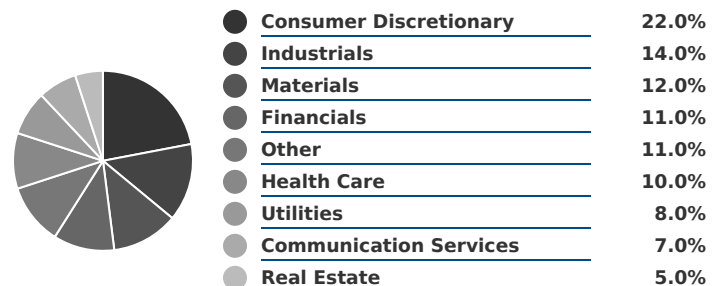 Consumer Discretionary 22.0%
Industrials 14.0%
Materials 12.0%
Financials 11.0%
Other 11.0%
Health Care 10.0%
Utilities 8.0%
Communication Services 7.0%
Real Estate 5.0%